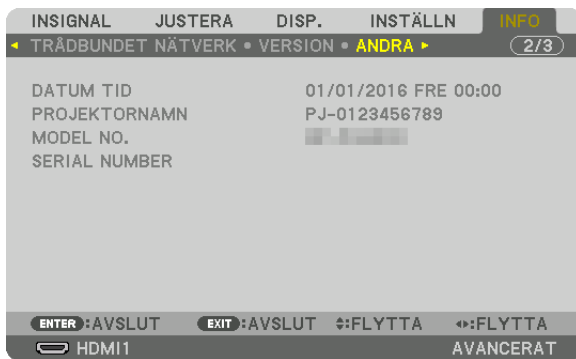 INSIGNAL JUSTERA DISP. INSTÄLLN INFO
TRÅDBUNDET NÄTVERK • VERSION • ANDRA 2/3
DATUM TID 01/01/2016 FRE 00:00
PROJEKTORNAMN PJ-0123456789
MODEL NO.
SERIAL NUMBER
ENTER :AVSLUT EXIT :AVSLUT :FLYTTA :FLYTTA
HDMI1 AVANCERAT